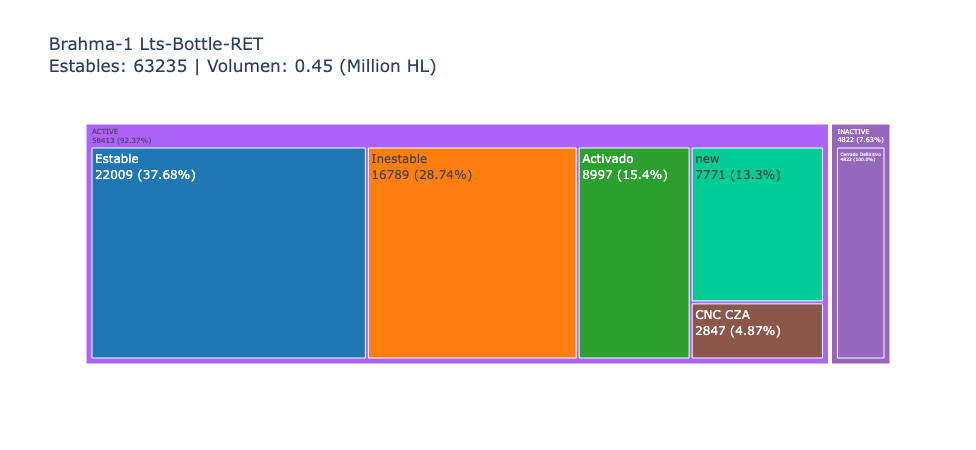 Brahma-1 Lts-Bottle-RET
Estables: 63235 | Volumen: 0.45 (Million HL)
ACTIVE
58413 (92.37%)
Estable
22009 (37.68%)
Inestable
16789 (28.74%)
Activado
8997 (15.4%)
new
7771 (13.3%)
CNC CZA
2847 (4.87%)
INACTIVE
4822 (7.63%)
Cerrado Definitivo
4822 (100.0%)